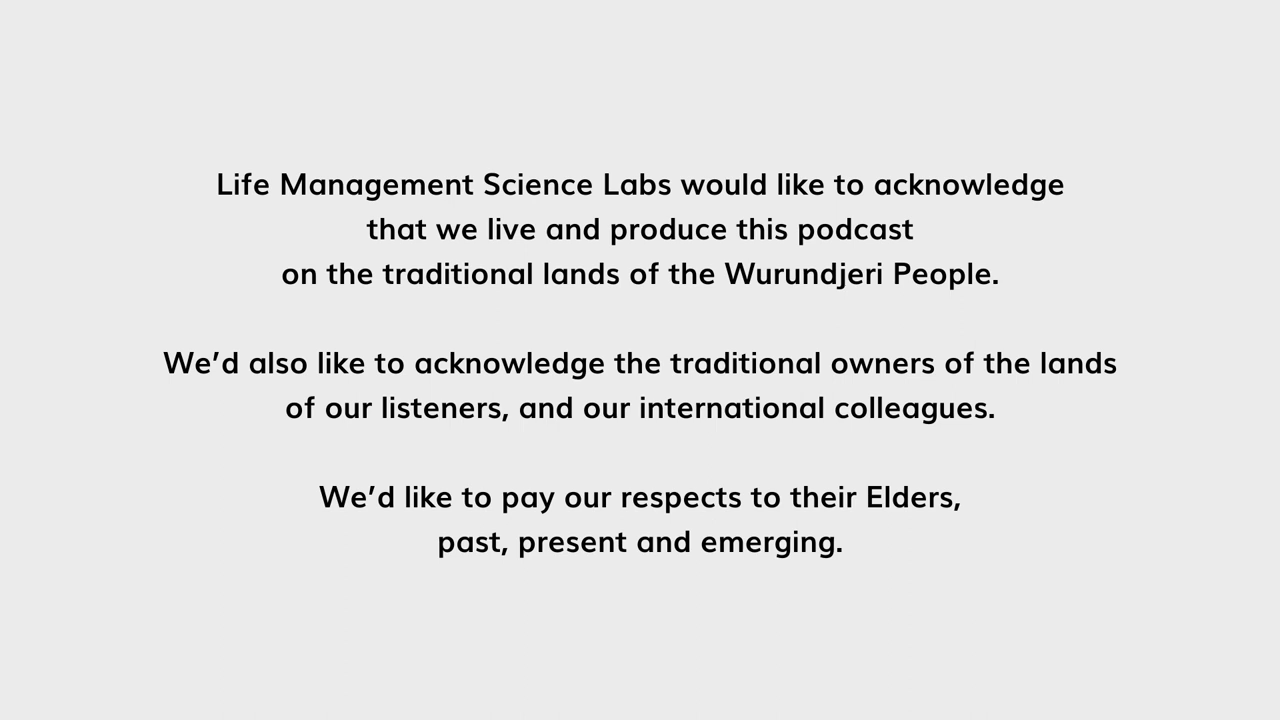 Life Management Science Labs would like to acknowledge
that we live and produce this podcast
on the traditional lands of the Wurundjeri People.
We’d also like to acknowledge the traditional owners of the lands
of our listeners, and our international colleagues.
We’d like to pay our respects to their Elders,
past, present and emerging.